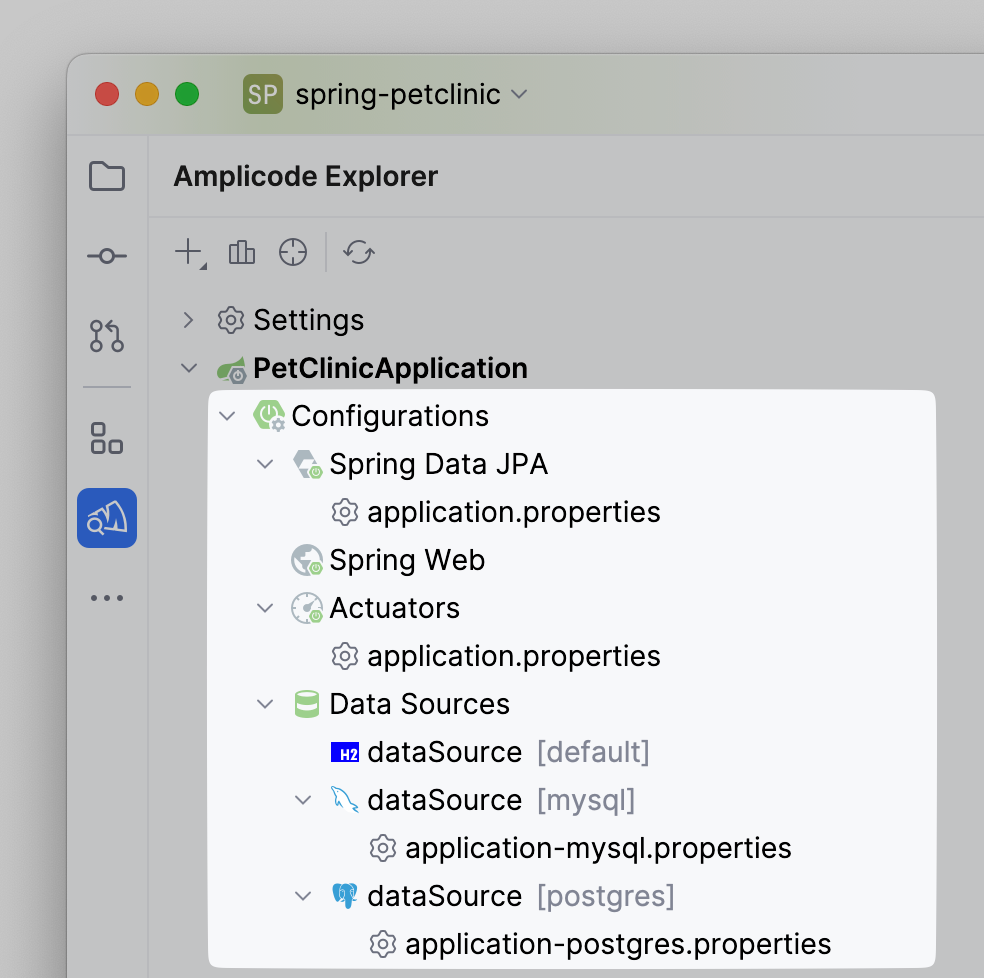 SP spring-petclinic
Amplicode Explorer
Settings
PetClinicApplication
Configurations
Spring Data JPA
application.properties
Spring Web
Actuators
application.properties
Data Sources
H2 dataSource [default]
dataSource [mysql]
application-mysql.properties
dataSource [postgres]
application-postgres.properties